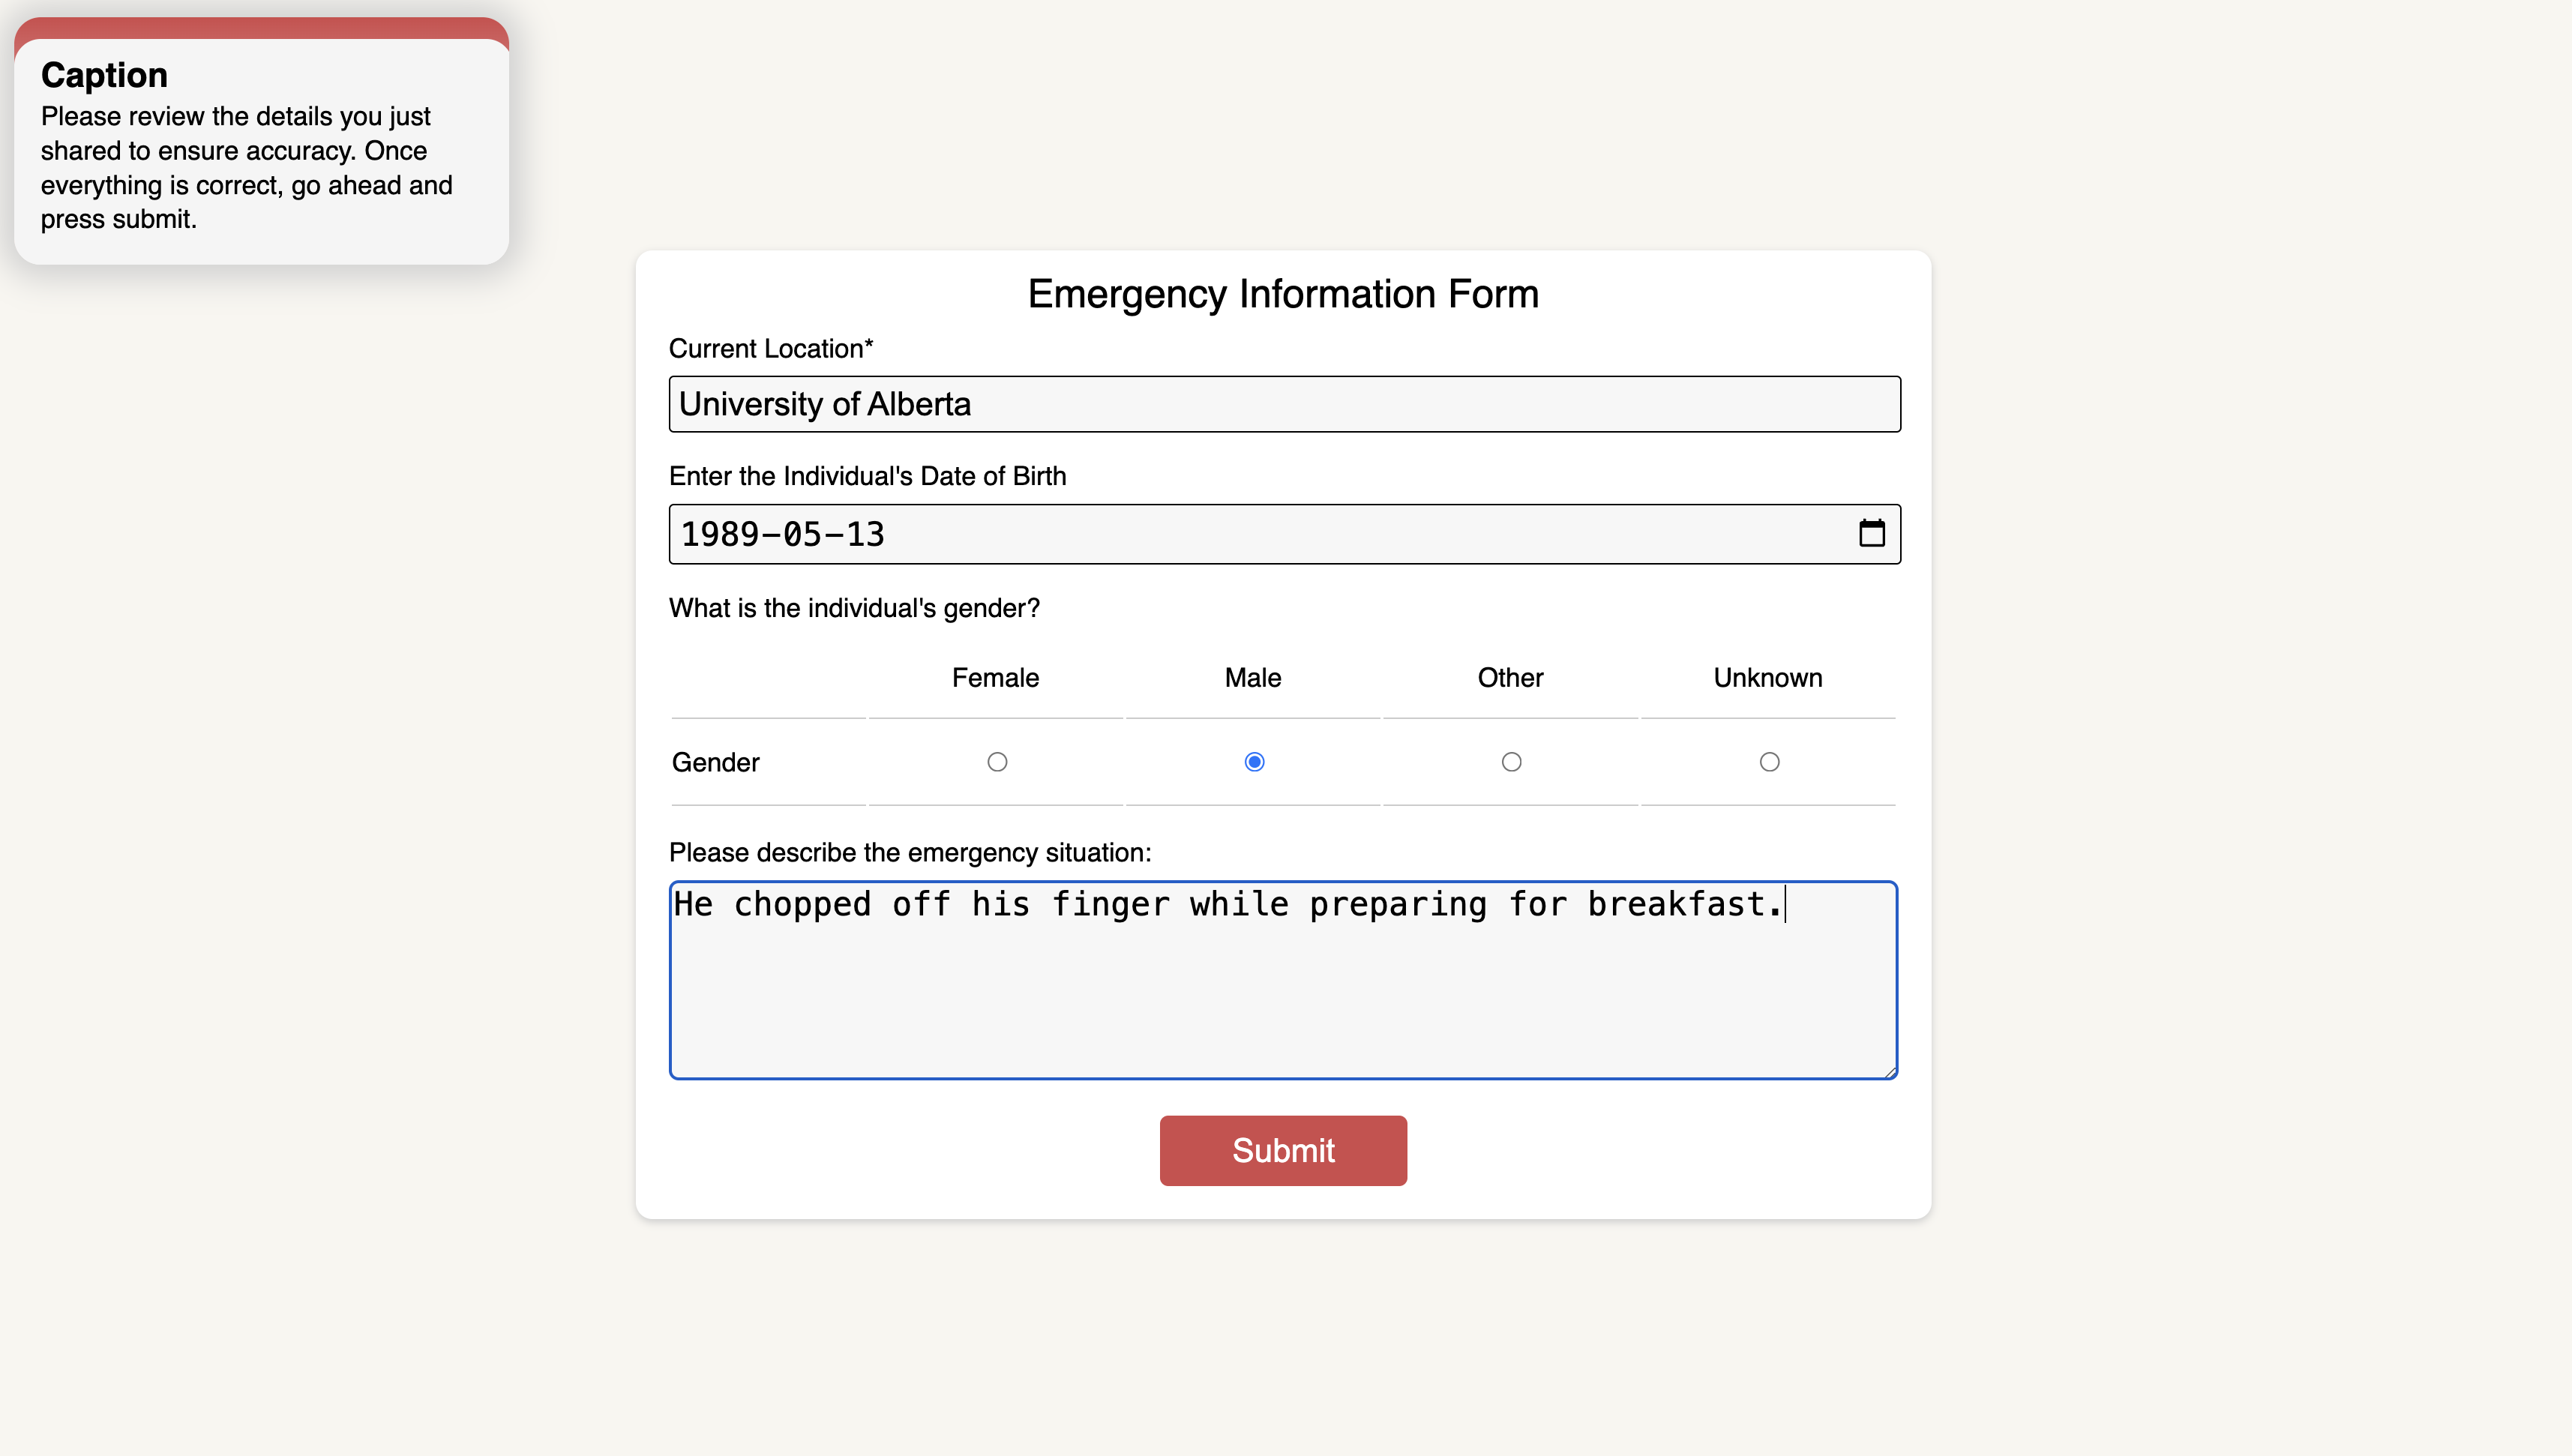 Caption
Please review the details you just
shared to ensure accuracy. Once
everything is correct, go ahead and
press submit.
Emergency Information Form
Current Location*
University of Alberta
Enter the Individual's Date of Birth
1989-05-13
What is the individual's gender?
Female Male Other Unknown
Gender
Please describe the emergency situation:
He chopped off his finger while preparing for breakfast.
Submit